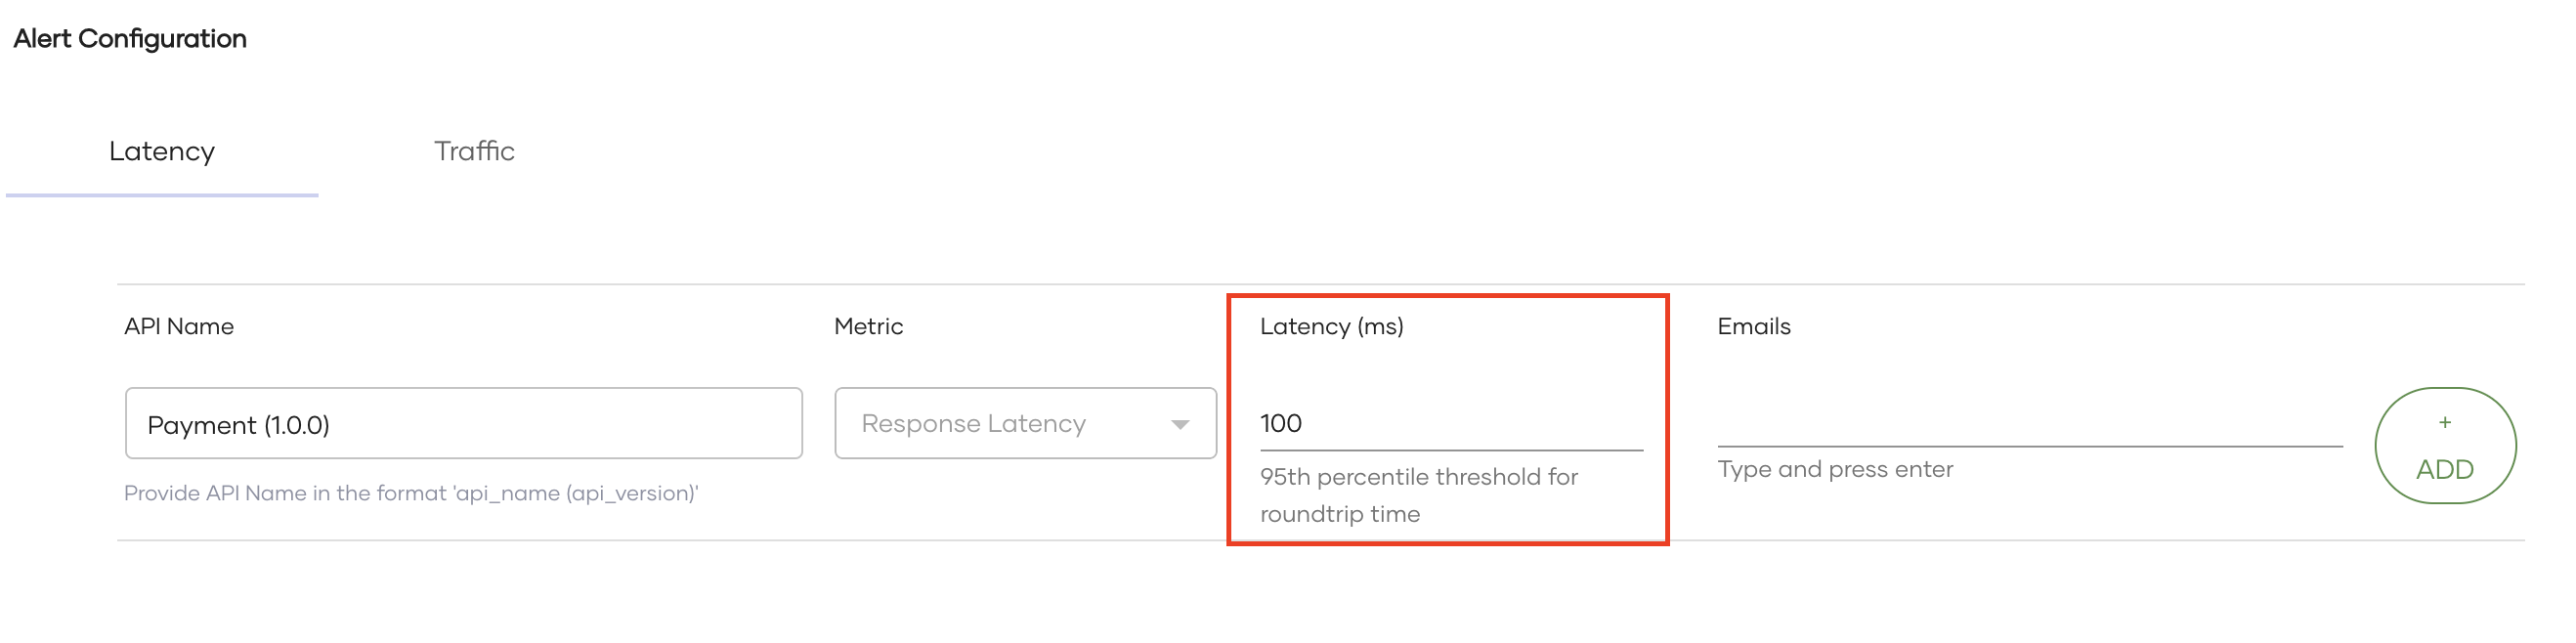 Alert Configuration
Latency
Traffic
API Name
Metric
Latency (ms)
Emails
Payment (1.0.0)
Response Latency
100
+
ADD
Provide API Name in the format 'api_name (api_version)'
95th percentile threshold for
roundtrip time
Type and press enter